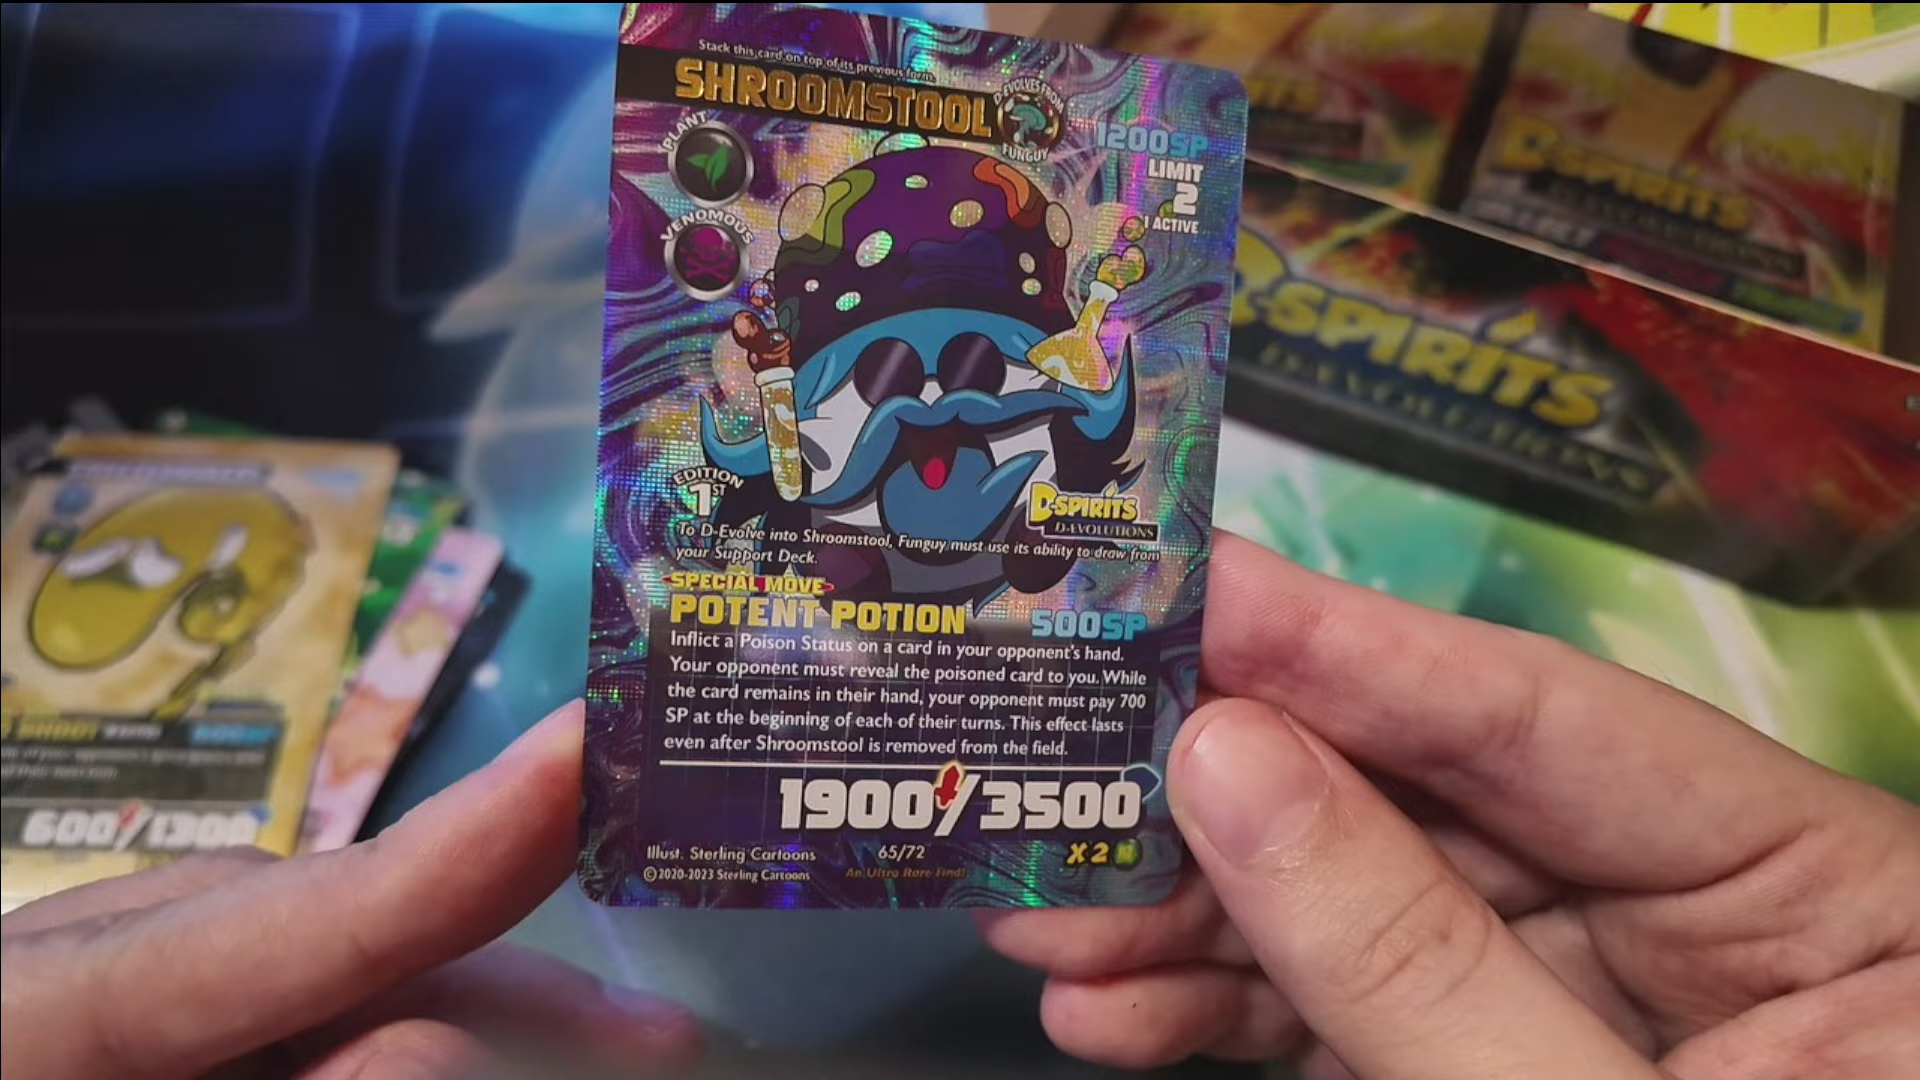 Stack this card on top of its previous form.
SHROOMSTOOL
D-EVOLVES FROM
FUNGUY
PLANT
1200SP
LIMIT
2
1 ACTIVE
VENOMOUS
EDITION
1ST
D-SPIRITS
D-EVOLUTIONS
To D-Evolve into Shroomstool, Funguy must use its ability to draw from
your Support Deck.
SPECIAL MOVE
POTENT POTION 500SP
Inflict a Poison Status on a card in your opponent's hand.
Your opponent must reveal the poisoned card to you. While
the card remains in their hand, your opponent must pay 700
SP at the beginning of each of their turns. This effect lasts
even after Shroomstool is removed from the field.
1900/3500
Illust. Sterling Cartoons 65/72 X2
©2020-2023 Sterling Cartoons An Ultra Rare Find!
D-SPIRITS
D-EVOLUTIONS
D-SPIRITS
D-EVOLUTIONS
600/1300